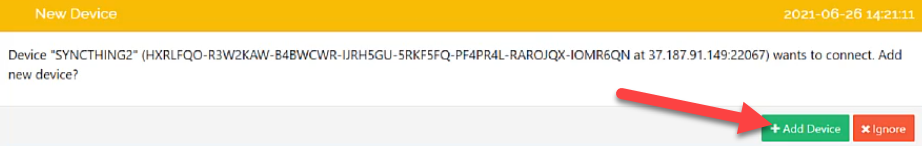 New Device 2021-06-26 14:21:11
Device "SYNCTHING2" (HXRLFQO-R3W2KAW-B4BWCWR-IJRH5GU-5RKF5FQ-PF4PR4L-RAROJQX-IOMR6QN at 37.187.91.149:22067) wants to connect. Add
new device?
Add Device Ignore